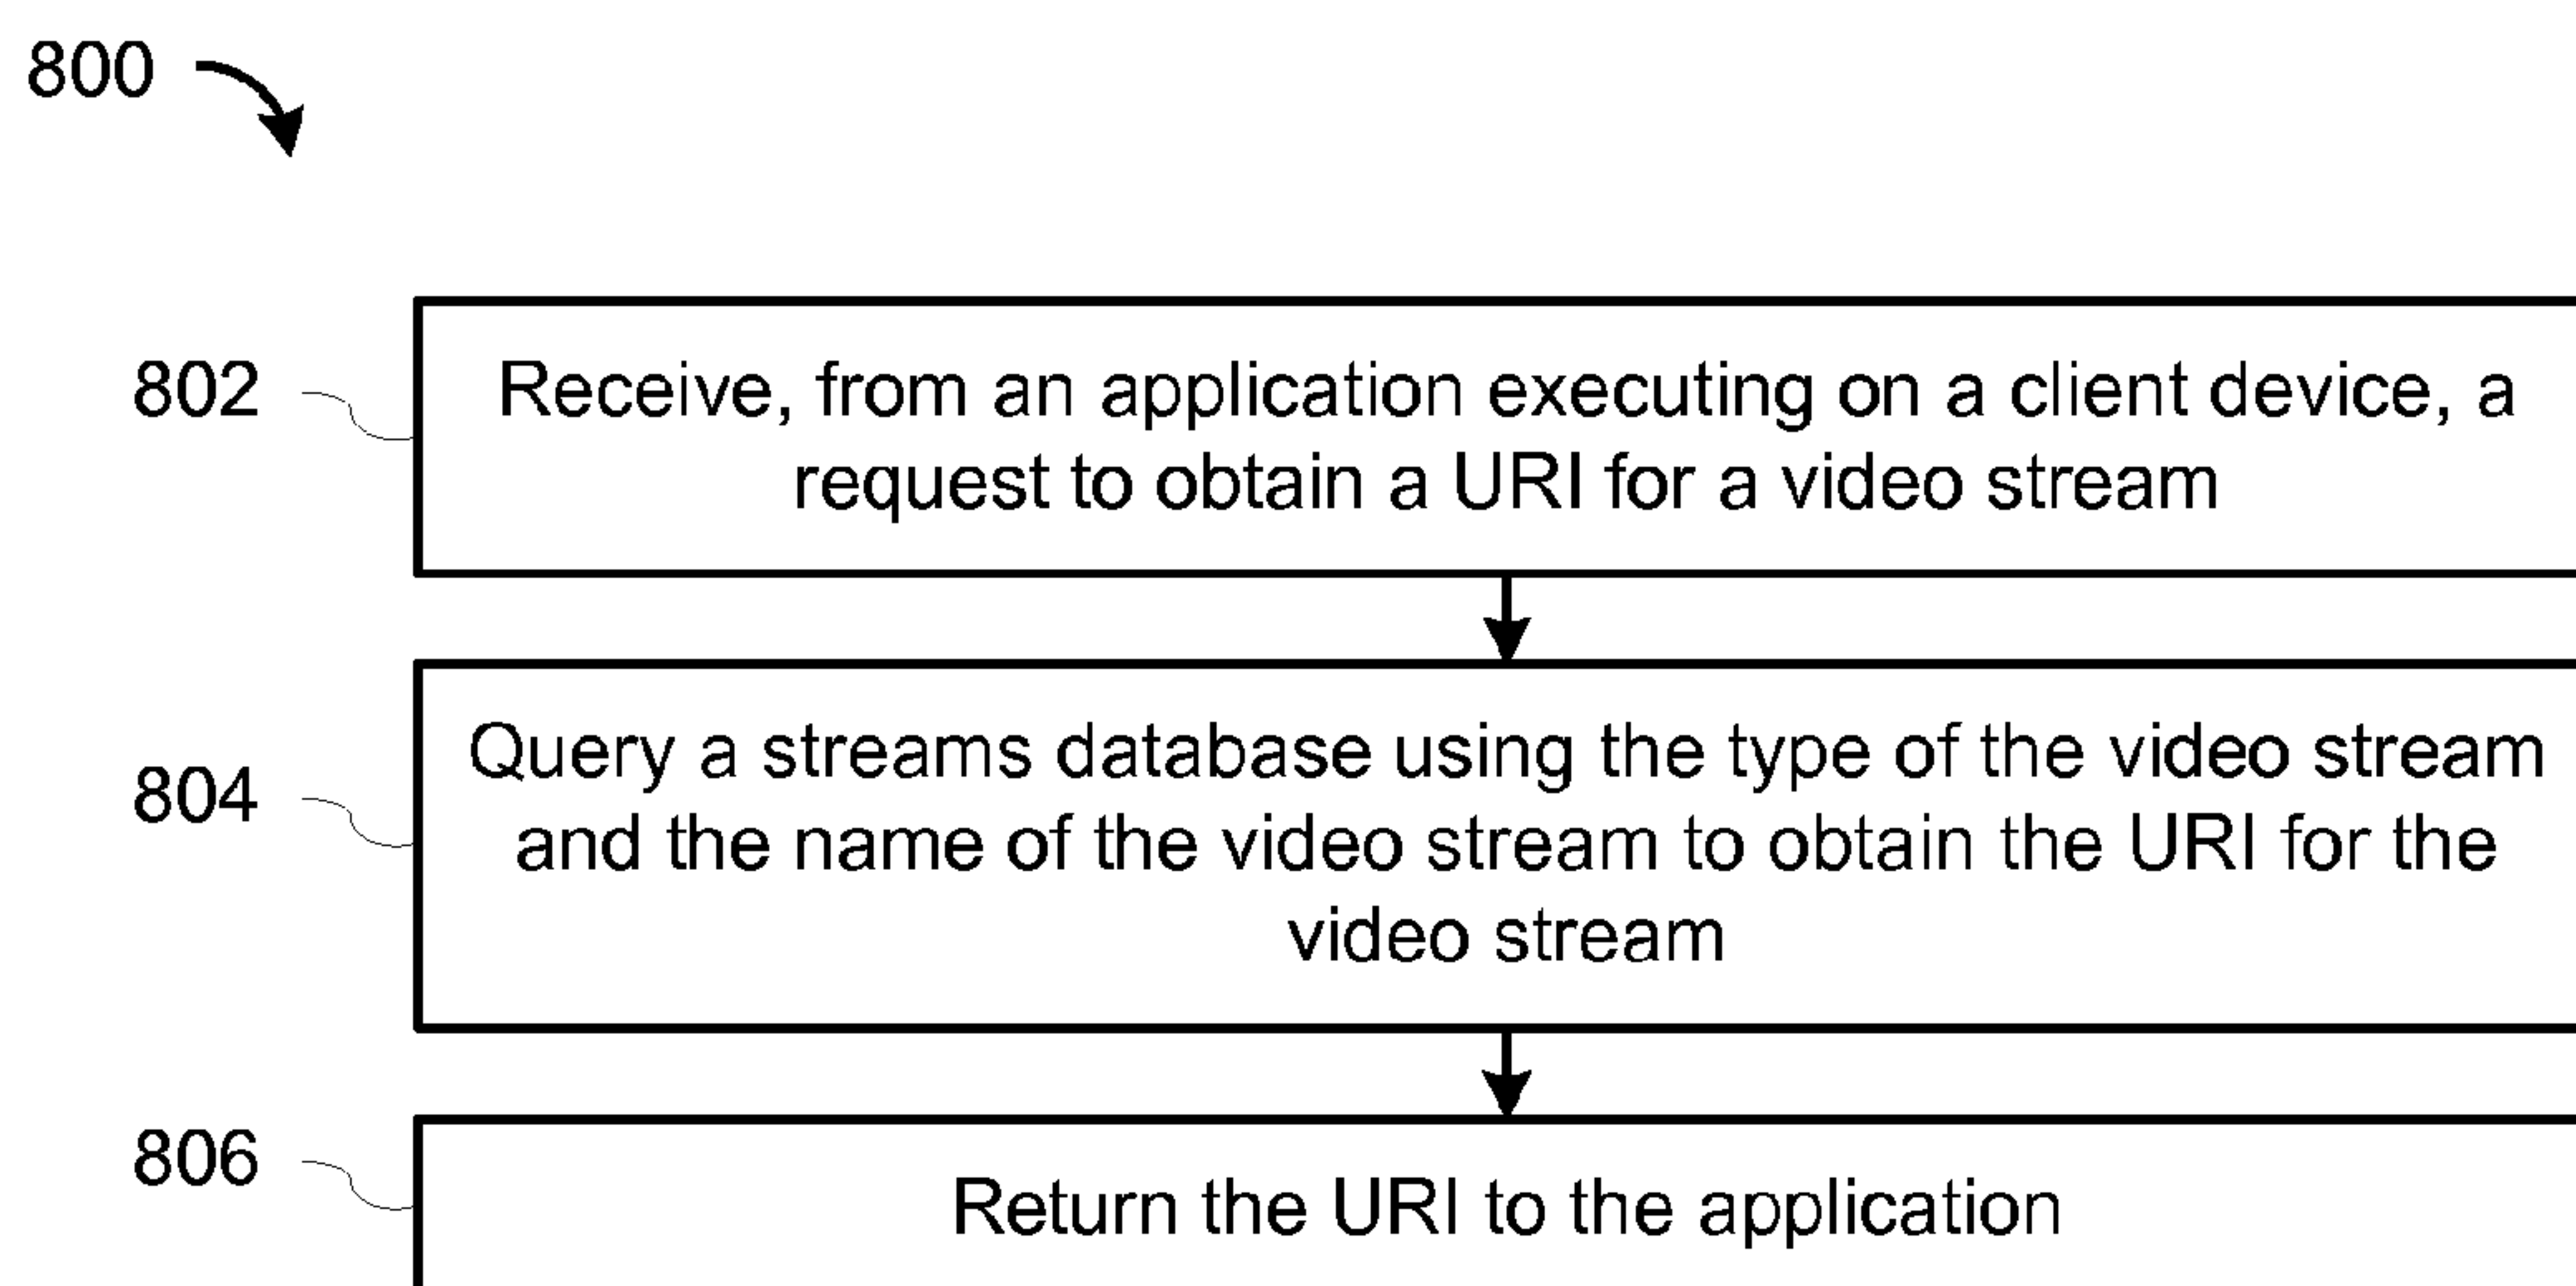 800
802
Receive, from an application executing on a client device, a
request to obtain a URI for a video stream
804
Query a streams database using the type of the video stream
and the name of the video stream to obtain the URI for the
video stream
806
Return the URI to the application